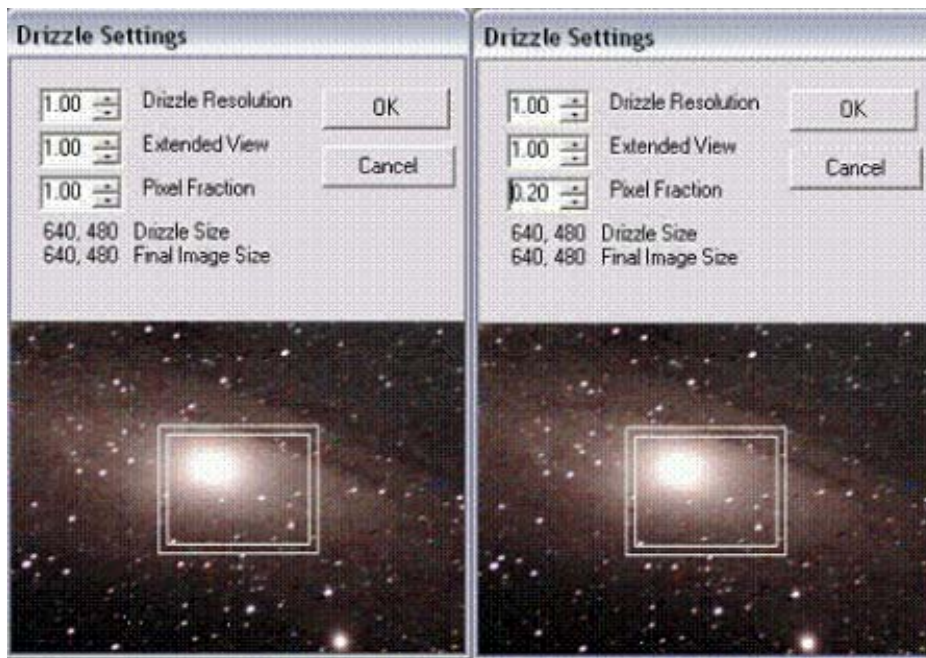 Drizzle Settings
1.00 Drizzle Resolution OK
1.00 Extended View Cancel
1.00 Pixel Fraction
640, 480 Drizzle Size
640, 480 Final Image Size
Drizzle Settings
1.00 Drizzle Resolution OK
1.00 Extended View Cancel
0.20 Pixel Fraction
640, 480 Drizzle Size
640, 480 Final Image Size